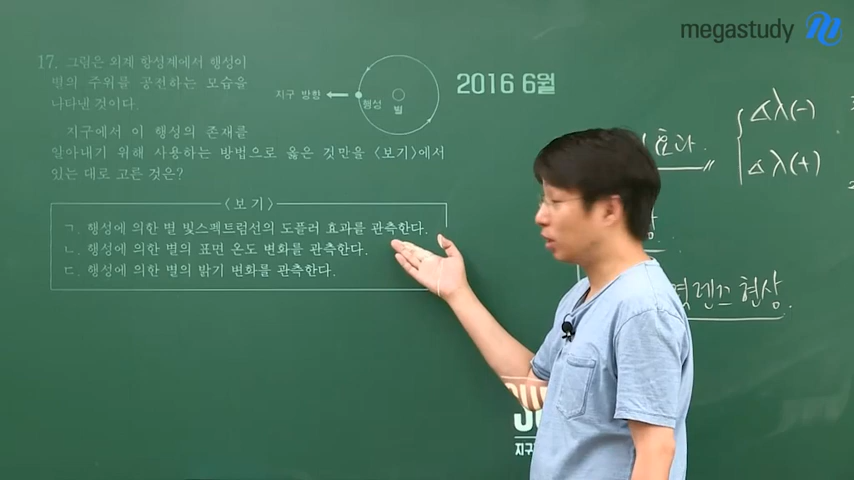 megastudy
17. 그림은 외계 항성계에서 행성이
별의 주위를 공전하는 모습을
나타낸 것이다.
지구 방향
행성
별
2016 6월
지구에서 이 행성의 존재를
알아내기 위해 사용하는 방법으로 옳은 것만을 <보기>에서
있는 대로 고른 것은?
<보기>
ㄱ. 행성에 의한 별 빛스펙트럼선의 도플러 효과를 관측한다.
ㄴ. 행성에 의한 별의 표면 온도 변화를 관측한다.
ㄷ. 행성에 의한 별의 밝기 변화를 관측한다.
효과.
Δλ(-)
Δλ(+)
렌즈 현상.